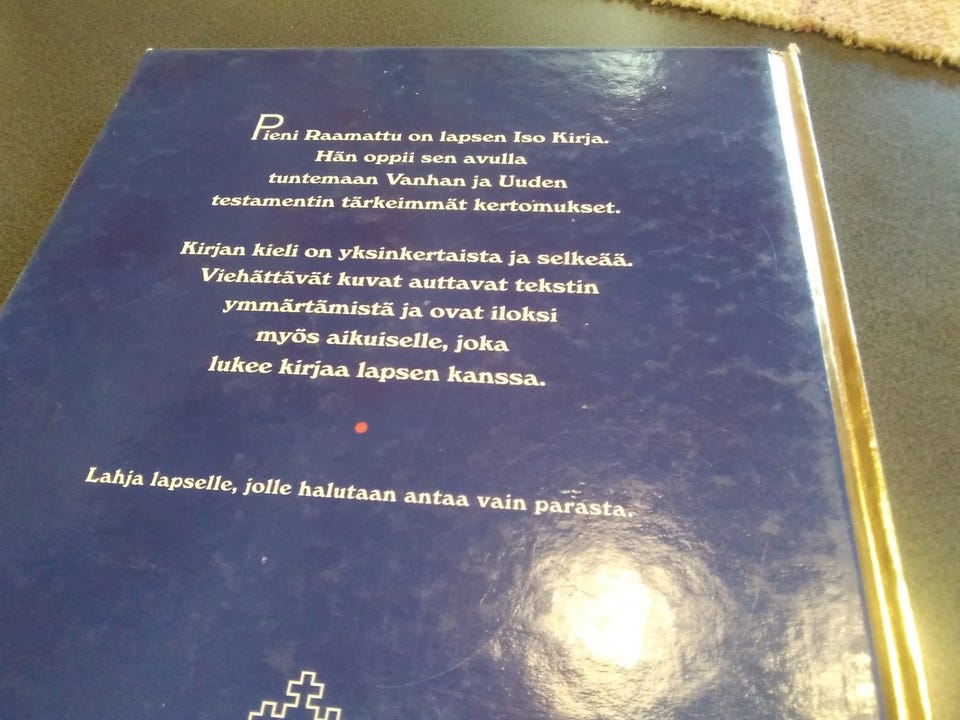 Pieni Raamattu on lapsen Iso Kirja.
Hän oppii sen avulla
tuntemaan Vanhan ja Uuden
testamentin tärkeimmät kertomukset.
Kirjan kieli on yksinkertaista ja selkeää.
Viehättävät kuvat auttavat tekstin
ymmärtämistä ja ovat iloksi
myös aikuiselle, joka
lukee kirjaa lapsen kanssa.
Lahja lapselle, jolle halutaan antaa vain parasta.